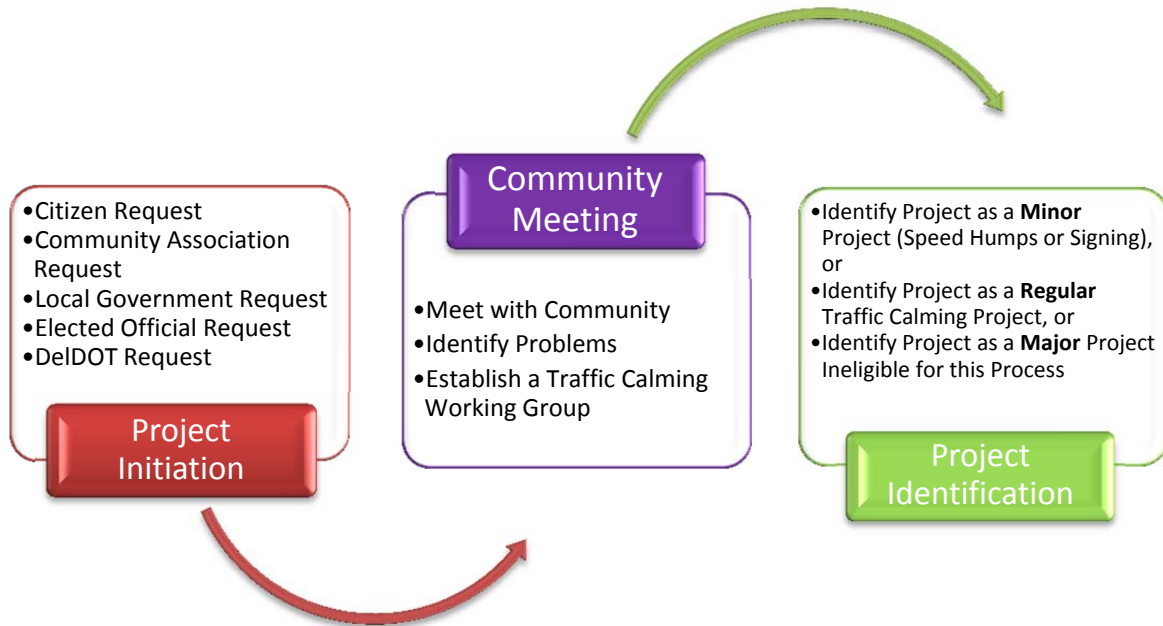 •Citizen Request
•Community Association
Request
•Local Government Request
•Elected Official Request
•DelDOT Request
Project
Initiation
Community
Meeting
•Meet with Community
•Identify Problems
•Establish a Traffic Calming
Working Group
•Identify Project as a Minor
Project (Speed Humps or Signing),
or
•Identify Project as a Regular
Traffic Calming Project, or
•Identify Project as a Major Project
Ineligible for this Process
Project
Identification